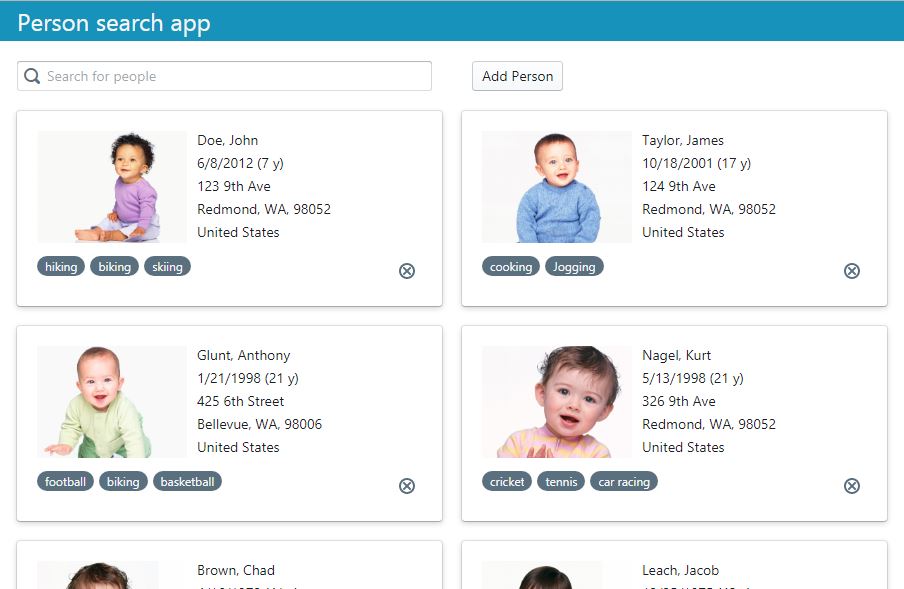 Person search app
Search for people
Add Person
Doe, John
6/8/2012 (7 y)
123 9th Ave
Redmond, WA, 98052
United States
hiking biking skiing
Taylor, James
10/18/2001 (17 y)
124 9th Ave
Redmond, WA, 98052
United States
cooking Jogging
Glunt, Anthony
1/21/1998 (21 y)
425 6th Street
Bellevue, WA, 98006
United States
football biking basketball
Nagel, Kurt
5/13/1998 (21 y)
326 9th Ave
Redmond, WA, 98052
United States
cricket tennis car racing
Brown, Chad
Leach, Jacob